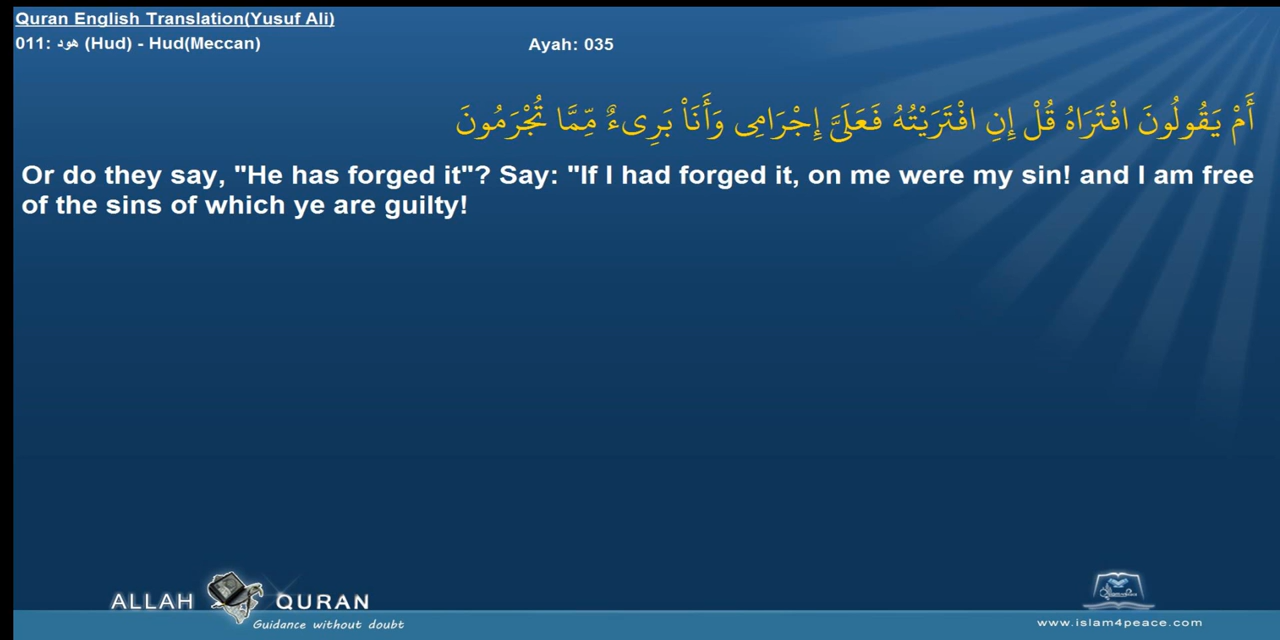 Quran English Translation(Yusuf Ali)
011: هود (Hud) - Hud(Meccan) Ayah: 035
أَمْ يَقُولُونَ افْتَرَاهُ قُلْ إِنِ افْتَرَيْتُهُ فَعَلَىَّ إِجْرَامِى وَأَنَاْ بَرِىءٌ مِّمَّا تُجْرَمُونَ
Or do they say, "He has forged it"? Say: "If I had forged it, on me were my sin! and I am free
of the sins of which ye are guilty!
ALLAH QURAN
Guidance without doubt
www.islam4peace.com